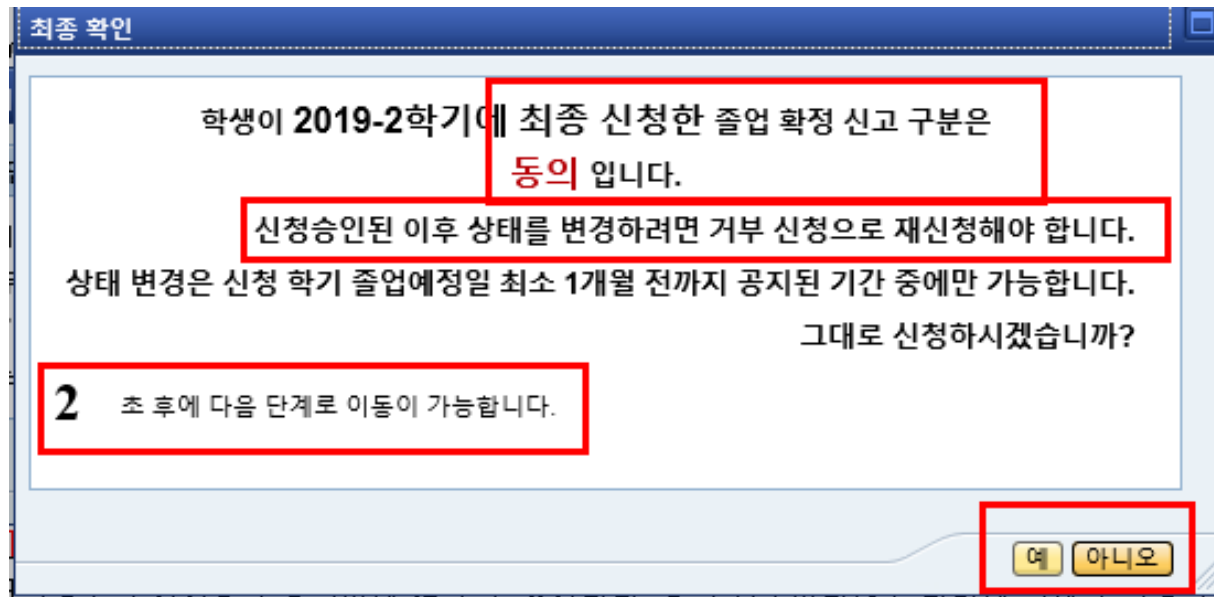 최종 확인
학생이 2019-2학기에 최종 신청한 졸업 확정 신고 구분은
동의 입니다.
신청승인된 이후 상태를 변경하려면 거부 신청으로 재신청해야 합니다.
상태 변경은 신청 학기 졸업예정일 최소 1개월 전까지 공지된 기간 중에만 가능합니다.
그대로 신청하시겠습니까?
2 초 후에 다음 단계로 이동이 가능합니다.
예 아니오